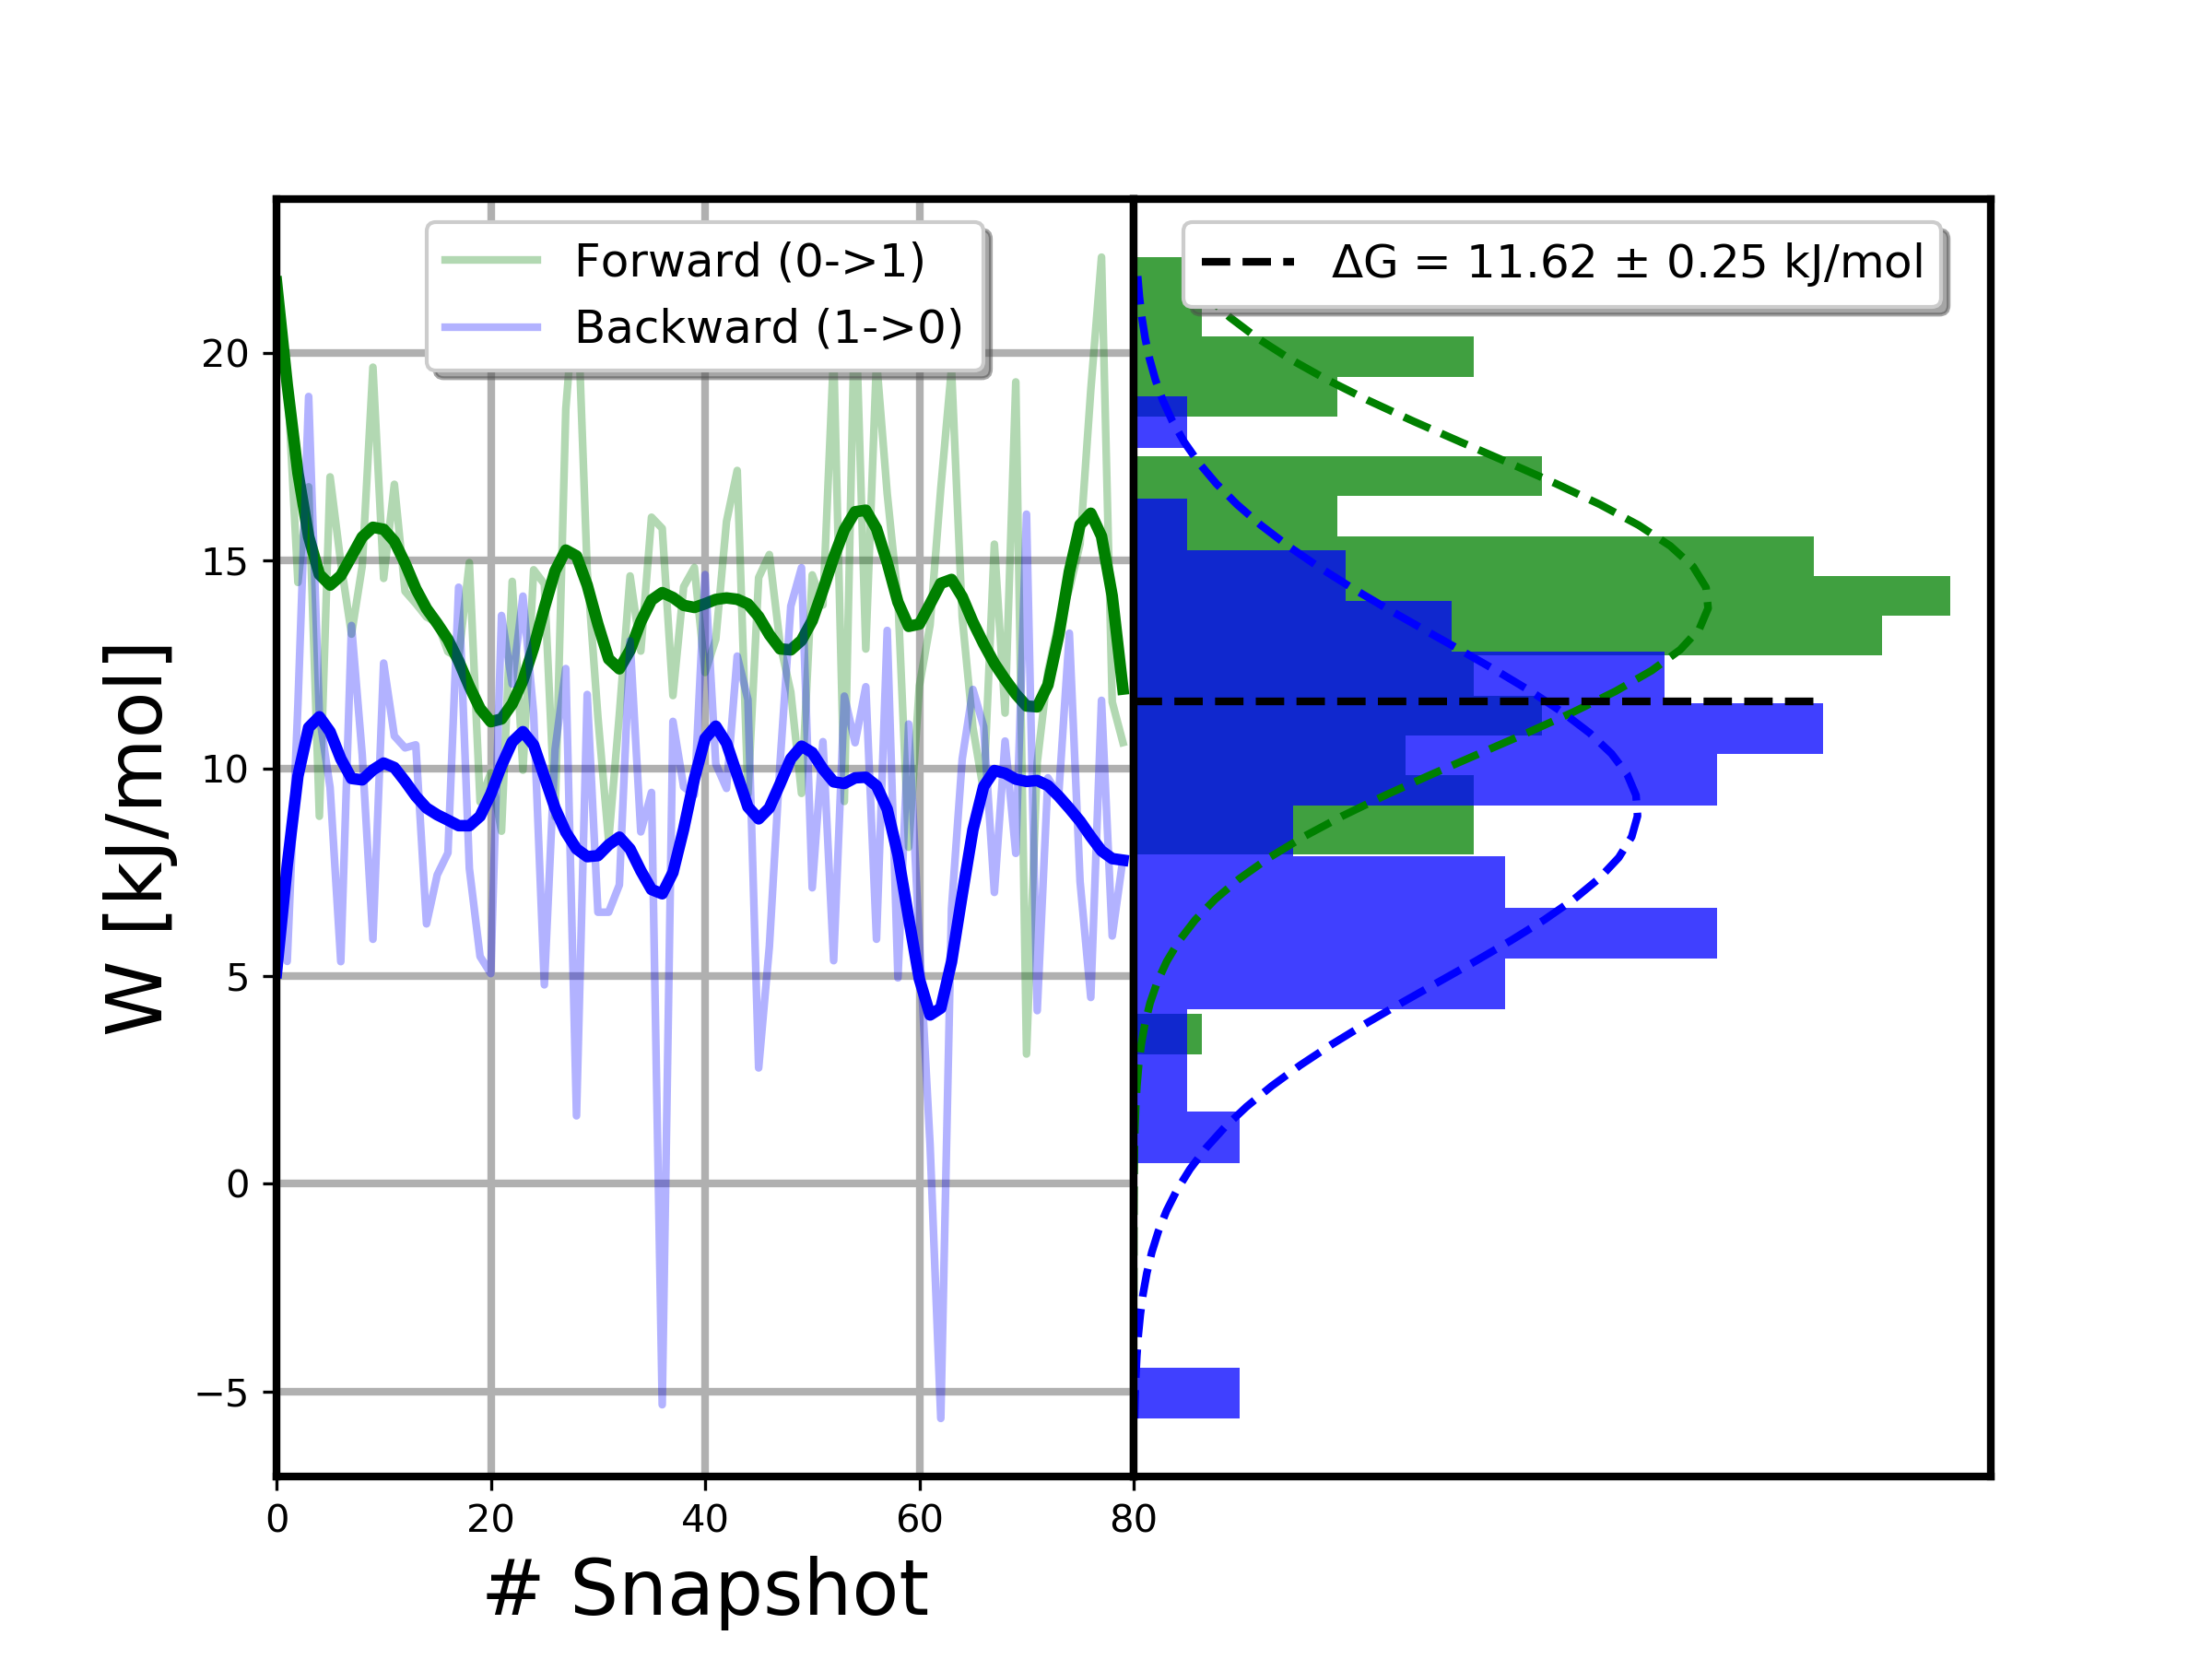 Forward (0->1)
Backward (1->0)
ΔG = 11.62 ± 0.25 kJ/mol
W [kJ/mol]
20
15
10
5
0
−5
0 20 40 60 80
# Snapshot